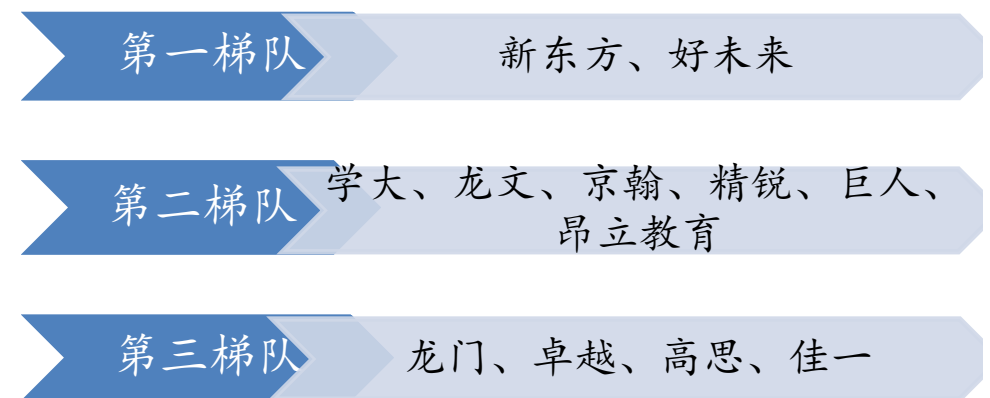 第一梯队
新东方、好未来
第二梯队
学大、龙文、京翰、精锐、巨人、
昂立教育
第三梯队
龙门、卓越、高思、佳一